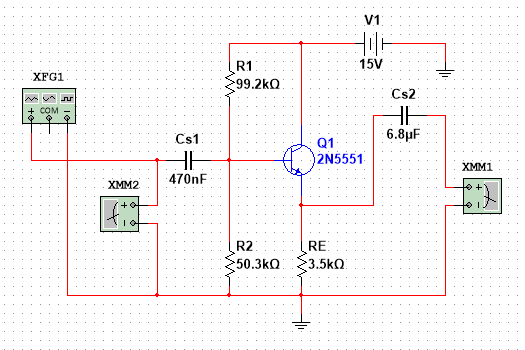 V1
15V
XFG1
COM
+
−
R1
99.2kΩ
Cs2
6.8µF
Cs1
470nF
Q1
2N5551
XMM2
+
−
XMM1
+
−
R2
50.3kΩ
RE
3.5kΩ